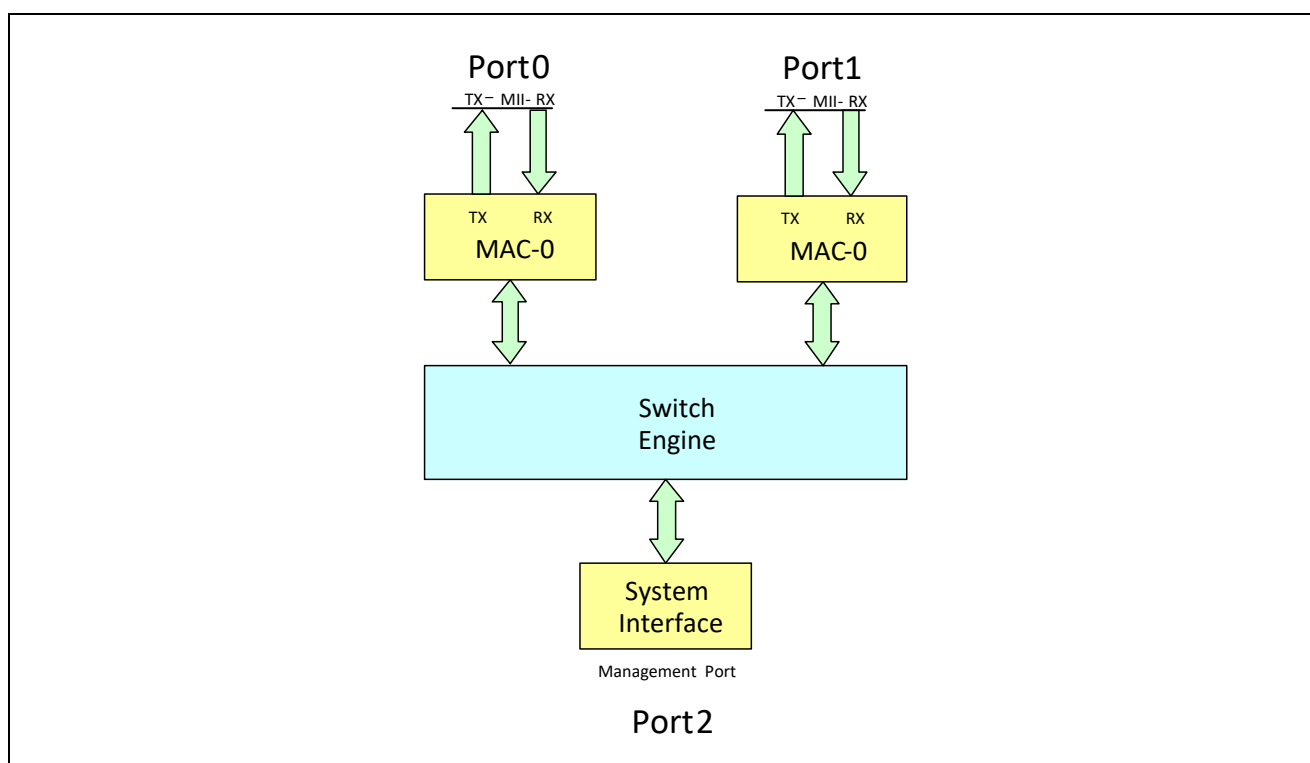 Port0
Port1
TX– MII- RX
TX– MII- RX
TX RX
MAC-0
TX RX
MAC-0
Switch
Engine
System
Interface
Management Port
Port2